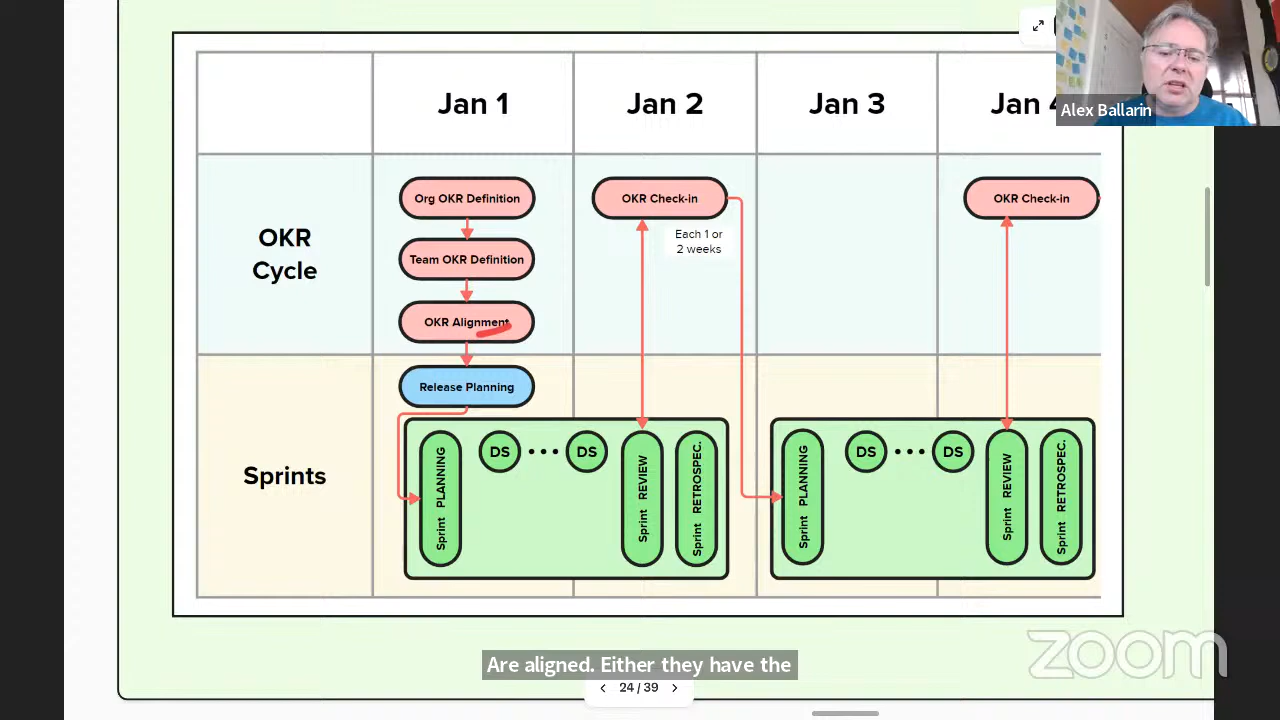 Jan 1
Jan 2
Jan 3
Jan 4
Alex Ballarin
OKR
Cycle
Org OKR Definition
Team OKR Definition
OKR Alignment
OKR Check-in
Each 1 or
2 weeks
OKR Check-in
Sprints
Release Planning
Sprint PLANNING
DS
DS
Sprint REVIEW
Sprint RETROSPEC.
Sprint PLANNING
DS
DS
Sprint REVIEW
Sprint RETROSPEC.
Are aligned. Either they have the
24 / 39
zoom